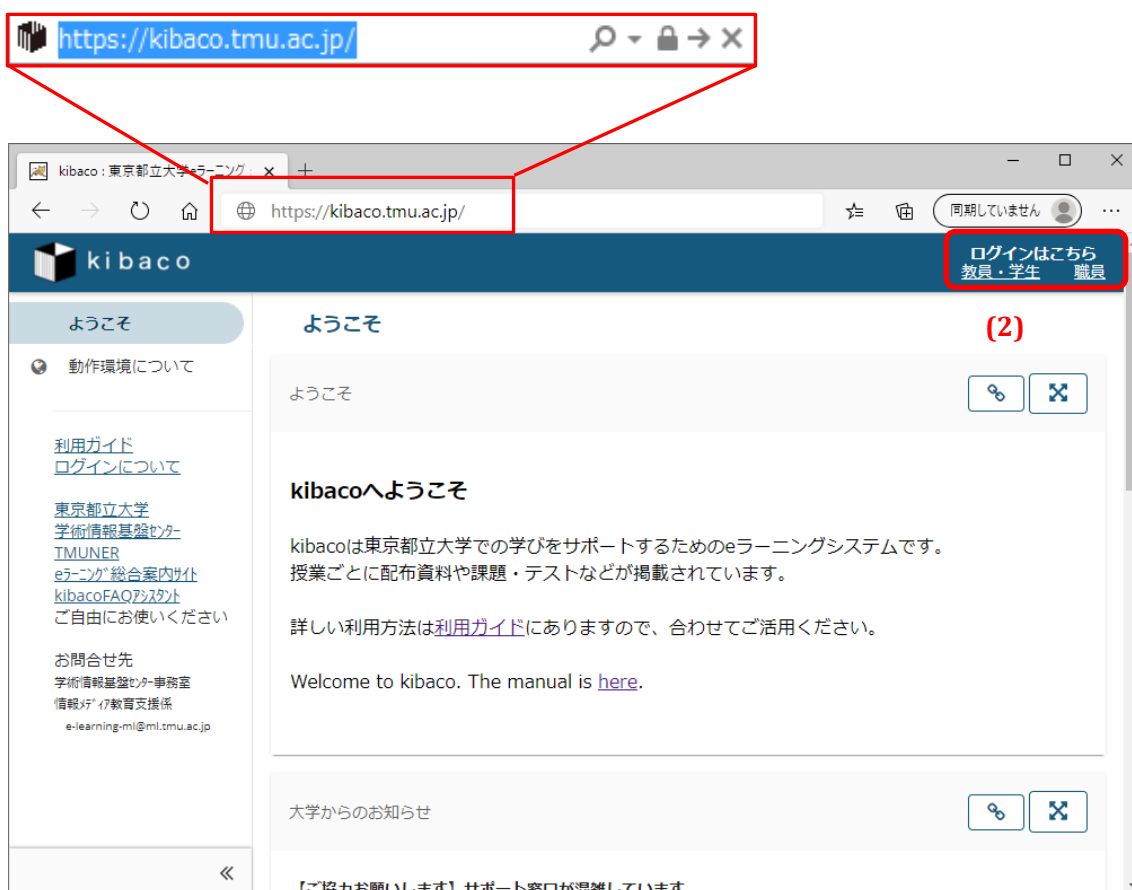 https://kibaco.tmu.ac.jp/
kibaco : 東京都立大学eラーニング
https://kibaco.tmu.ac.jp/
同期していません
kibaco
ログインはこちら
教員・学生 職員
(2)
ようこそ
動作環境について
利用ガイド
ログインについて
東京都立大学
学術情報基盤ｾﾝﾀｰ
TMUNER
eﾗｰﾆﾝｸﾞ総合案内ｻｲﾄ
kibacoFAQｱｼｽﾀﾝﾄ
ご自由にお使いください
お問合せ先
学術情報基盤ｾﾝﾀｰ事務室
情報ﾒﾃﾞｨｱ教育支援係
e-learning-ml@ml.tmu.ac.jp
ようこそ
ようこそ
kibacoへようこそ
kibacoは東京都立大学での学びをサポートするためのeラーニングシステムです。
授業ごとに配布資料や課題・テストなどが掲載されています。
詳しい利用方法は利用ガイドにありますので、合わせてご活用ください。
Welcome to kibaco. The manual is here.
大学からのお知らせ
【ご協力お願いします】サポート窓口が混雑しています